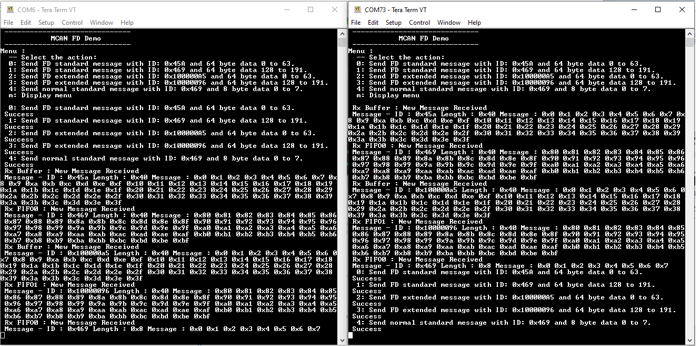 COM6 - Tera Term VT
File Edit Setup Control Window Help
------------------------------
MCAN FD Demo
------------------------------
Menu :
-- Select the action:
0: Send FD standard message with ID: 0x45A and 64 byte data 0 to 63.
1: Send FD standard message with ID: 0x469 and 64 byte data 128 to 191.
2: Send FD extended message with ID: 0x100000A5 and 64 byte data 0 to 63.
3: Send FD extended message with ID: 0x10000096 and 64 byte data 128 to 191.
4: Send normal standard message with ID: 0x469 and 8 byte data 0 to 7.
m: Display menu
0: Send FD standard message with ID: 0x45A and 64 byte data 0 to 63.
Success
1: Send FD standard message with ID: 0x469 and 64 byte data 128 to 191.
Success
2: Send FD extended message with ID: 0x100000A5 and 64 byte data 0 to 63.
Success
3: Send FD extended message with ID: 0x10000096 and 64 byte data 128 to 191.
Success
4: Send normal standard message with ID: 0x469 and 8 byte data 0 to 7.
Success
Rx Buffer : New Message Received
Message - ID : 0x45a Length : 0x40 Message : 0x0 0x1 0x2 0x3 0x4 0x5 0x6 0x7 0x
8 0x9 0xa 0xb 0xc 0xd 0xe 0xf 0x10 0x11 0x12 0x13 0x14 0x15 0x16 0x17 0x18 0x19
0x1a 0x1b 0x1c 0x1d 0x1e 0x1f 0x20 0x21 0x22 0x23 0x24 0x25 0x26 0x27 0x28 0x29
0x2a 0x2b 0x2c 0x2d 0x2e 0x2f 0x30 0x31 0x32 0x33 0x34 0x35 0x36 0x37 0x38 0x39
0x3a 0x3b 0x3c 0x3d 0x3e 0x3f
Rx FIFO0 : New Message Received
Message - ID : 0x469 Length : 0x40 Message : 0x80 0x81 0x82 0x83 0x84 0x85 0x86
0x87 0x88 0x89 0x8a 0x8b 0x8c 0x8d 0x8e 0x8f 0x90 0x91 0x92 0x93 0x94 0x95 0x96
0x97 0x98 0x99 0x9a 0x9b 0x9c 0x9d 0x9e 0x9f 0xa0 0xa1 0xa2 0xa3 0xa4 0xa5 0xa6
0xa7 0xa8 0xa9 0xaa 0xab 0xac 0xad 0xae 0xaf 0xb0 0xb1 0xb2 0xb3 0xb4 0xb5 0xb6
0xb7 0xb8 0xb9 0xba 0xbb 0xbc 0xbd 0xbe 0xbf
Rx Buffer : New Message Received
Message - ID : 0x100000a5 Length : 0x40 Message : 0x0 0x1 0x2 0x3 0x4 0x5 0x6 0
x7 0x8 0x9 0xa 0xb 0xc 0xd 0xe 0xf 0x10 0x11 0x12 0x13 0x14 0x15 0x16 0x17 0x18
0x19 0x1a 0x1b 0x1c 0x1d 0x1e 0x1f 0x20 0x21 0x22 0x23 0x24 0x25 0x26 0x27 0x28
0x29 0x2a 0x2b 0x2c 0x2d 0x2e 0x2f 0x30 0x31 0x32 0x33 0x34 0x35 0x36 0x37 0x38
0x39 0x3a 0x3b 0x3c 0x3d 0x3e 0x3f
Rx FIFO1 : New Message Received
Message - ID : 0x10000096 Length : 0x40 Message : 0x80 0x81 0x82 0x83 0x84 0x85
0x86 0x87 0x88 0x89 0x8a 0x8b 0x8c 0x8d 0x8e 0x8f 0x90 0x91 0x92 0x93 0x94 0x95
0x96 0x97 0x98 0x99 0x9a 0x9b 0x9c 0x9d 0x9e 0x9f 0xa0 0xa1 0xa2 0xa3 0xa4 0xa5
0xa6 0xa7 0xa8 0xa9 0xaa 0xab 0xac 0xad 0xae 0xaf 0xb0 0xb1 0xb2 0xb3 0xb4 0xb5
0xb6 0xb7 0xb8 0xb9 0xba 0xbb 0xbc 0xbd 0xbe 0xbf
Rx FIFO0 : New Message Received
Message - ID : 0x469 Length : 0x8 Message : 0x0 0x1 0x2 0x3 0x4 0x5 0x6 0x7
COM73 - Tera Term VT
File Edit Setup Control Window Help
------------------------------
MCAN FD Demo
------------------------------
Menu :
-- Select the action:
0: Send FD standard message with ID: 0x45A and 64 byte data 0 to 63.
1: Send FD standard message with ID: 0x469 and 64 byte data 128 to 191.
2: Send FD extended message with ID: 0x100000A5 and 64 byte data 0 to 63.
3: Send FD extended message with ID: 0x10000096 and 64 byte data 128 to 191.
4: Send normal standard message with ID: 0x469 and 8 byte data 0 to 7.
m: Display menu
Rx Buffer : New Message Received
Message - ID : 0x45a Length : 0x40 Message : 0x0 0x1 0x2 0x3 0x4 0x5 0x6 0x7 0x
8 0x9 0xa 0xb 0xc 0xd 0xe 0xf 0x10 0x11 0x12 0x13 0x14 0x15 0x16 0x17 0x18 0x19
0x1a 0x1b 0x1c 0x1d 0x1e 0x1f 0x20 0x21 0x22 0x23 0x24 0x25 0x26 0x27 0x28 0x29
0x2a 0x2b 0x2c 0x2d 0x2e 0x2f 0x30 0x31 0x32 0x33 0x34 0x35 0x36 0x37 0x38 0x39
0x3a 0x3b 0x3c 0x3d 0x3e 0x3f
Rx FIFO0 : New Message Received
Message - ID : 0x469 Length : 0x40 Message : 0x80 0x81 0x82 0x83 0x84 0x85 0x86
0x87 0x88 0x89 0x8a 0x8b 0x8c 0x8d 0x8e 0x8f 0x90 0x91 0x92 0x93 0x94 0x95 0x96
0x97 0x98 0x99 0x9a 0x9b 0x9c 0x9d 0x9e 0x9f 0xa0 0xa1 0xa2 0xa3 0xa4 0xa5 0xa6
0xa7 0xa8 0xa9 0xaa 0xab 0xac 0xad 0xae 0xaf 0xb0 0xb1 0xb2 0xb3 0xb4 0xb5 0xb6
0xb7 0xb8 0xb9 0xba 0xbb 0xbc 0xbd 0xbe 0xbf
Rx Buffer : New Message Received
Message - ID : 0x100000a5 Length : 0x40 Message : 0x0 0x1 0x2 0x3 0x4 0x5 0x6 0
x7 0x8 0x9 0xa 0xb 0xc 0xd 0xe 0xf 0x10 0x11 0x12 0x13 0x14 0x15 0x16 0x17 0x18
0x19 0x1a 0x1b 0x1c 0x1d 0x1e 0x1f 0x20 0x21 0x22 0x23 0x24 0x25 0x26 0x27 0x28
0x29 0x2a 0x2b 0x2c 0x2d 0x2e 0x2f 0x30 0x31 0x32 0x33 0x34 0x35 0x36 0x37 0x38
0x39 0x3a 0x3b 0x3c 0x3d 0x3e 0x3f
Rx FIFO1 : New Message Received
Message - ID : 0x10000096 Length : 0x40 Message : 0x80 0x81 0x82 0x83 0x84 0x85
0x86 0x87 0x88 0x89 0x8a 0x8b 0x8c 0x8d 0x8e 0x8f 0x90 0x91 0x92 0x93 0x94 0x95
0x96 0x97 0x98 0x99 0x9a 0x9b 0x9c 0x9d 0x9e 0x9f 0xa0 0xa1 0xa2 0xa3 0xa4 0xa5
0xa6 0xa7 0xa8 0xa9 0xaa 0xab 0xac 0xad 0xae 0xaf 0xb0 0xb1 0xb2 0xb3 0xb4 0xb5
0xb6 0xb7 0xb8 0xb9 0xba 0xbb 0xbc 0xbd 0xbe 0xbf
Rx FIFO0 : New Message Received
Message - ID : 0x469 Length : 0x8 Message : 0x0 0x1 0x2 0x3 0x4 0x5 0x6 0x7
0: Send FD standard message with ID: 0x45A and 64 byte data 0 to 63.
Success
1: Send FD standard message with ID: 0x469 and 64 byte data 128 to 191.
Success
2: Send FD extended message with ID: 0x100000A5 and 64 byte data 0 to 63.
Success
3: Send FD extended message with ID: 0x10000096 and 64 byte data 128 to 191.
Success
4: Send normal standard message with ID: 0x469 and 8 byte data 0 to 7.
Success